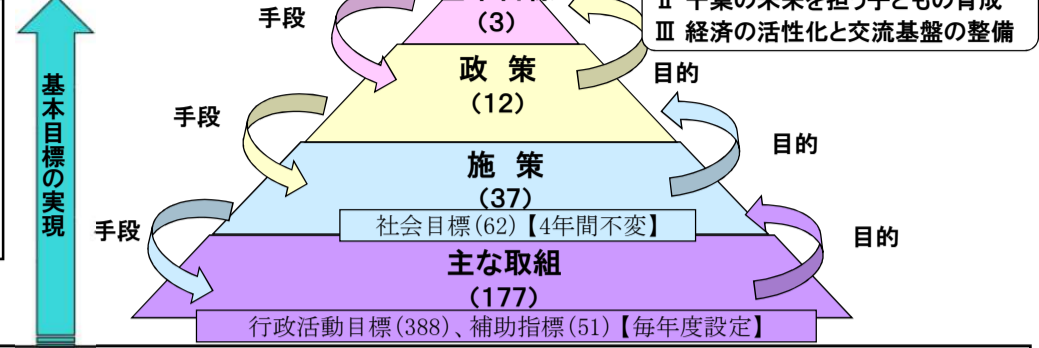 手段
(3)
Ⅲ 経済の活性化と交流基盤の整備
政 策
(12)
目的
手段
目的
施 策
(37)
社会目標(62)【4年間不変】
手段
目的
主な取組
(177)
行政活動目標(388)、補助指標(51)【毎年度設定】
基本目標の実現